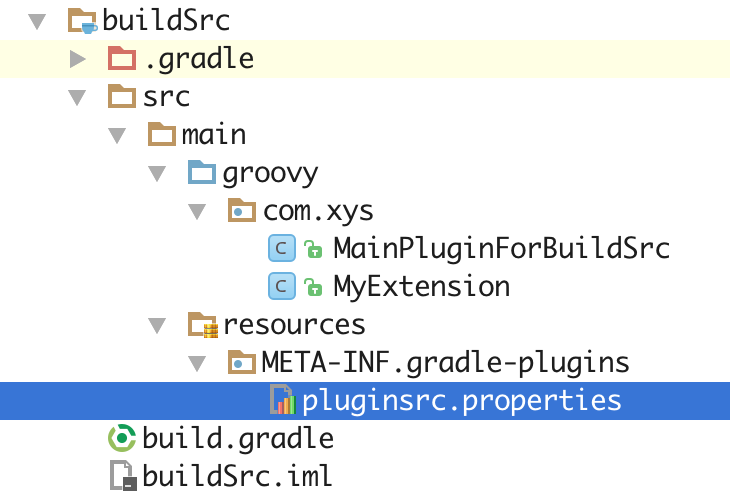 buildSrc
.gradle
src
main
groovy
com.xys
C MainPluginForBuildSrc
C MyExtension
resources
META-INF.gradle-plugins
pluginsrc.properties
build.gradle
buildSrc.iml